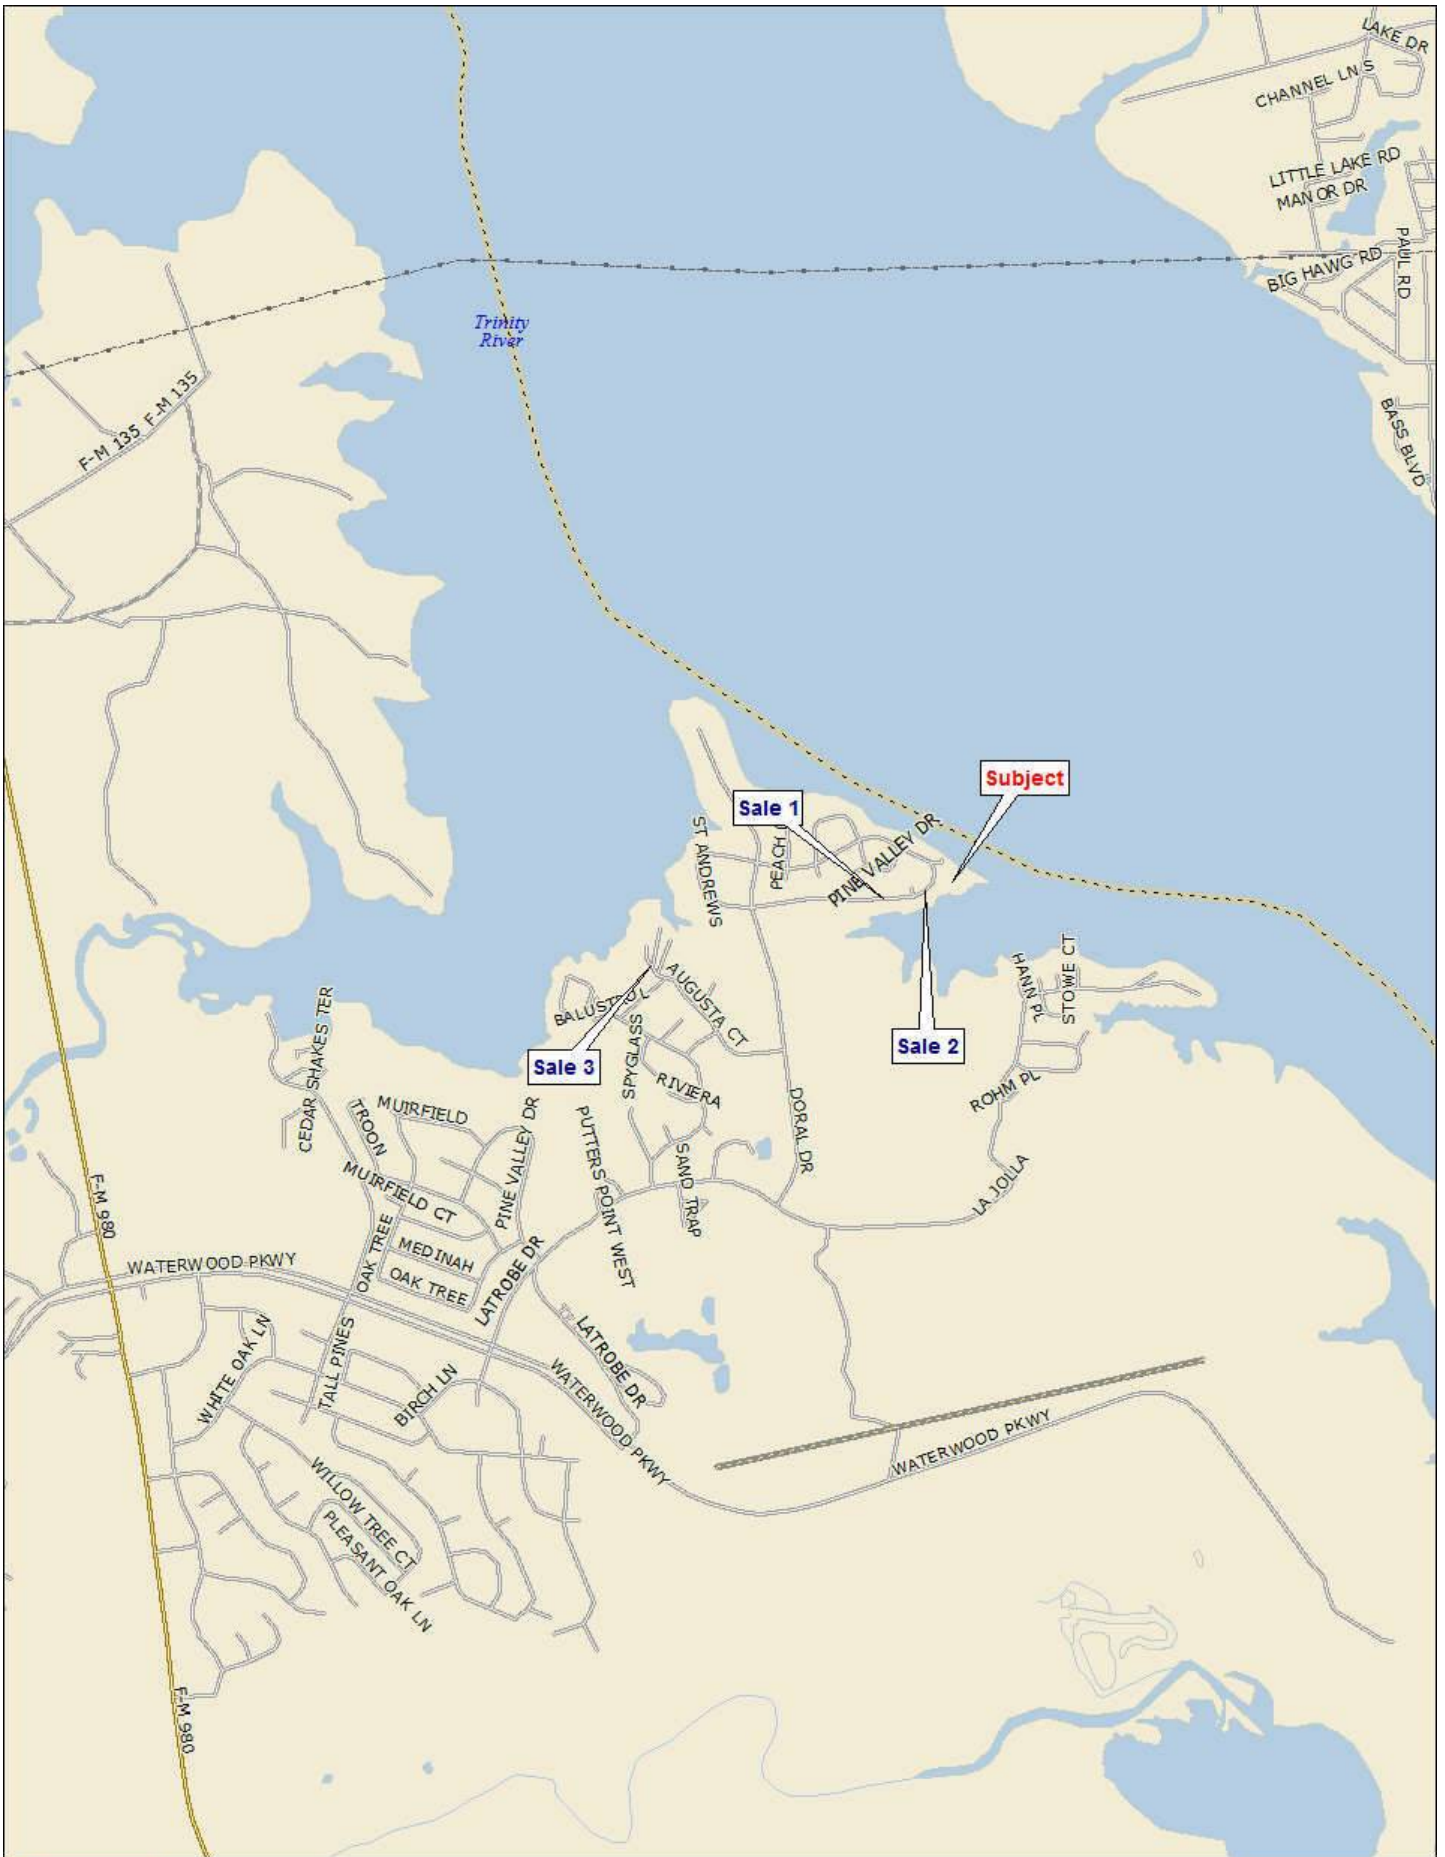 LAKE DR
CHANNEL LN S
LITTLE LAKE RD
MANOR DR
PAUL RD
BIG HAWG RD
Trinity
River
F-M 135
F-M 135
BASS BLVD
Subject
Sale 1
ST ANDREWS
PEACH
PINE VALLEY DR
HANN PL
STOWE CT
AUGUSTA CT
CEDAR SHAKES TER
Sale 2
Sale 3
SPYGLASS
RIVIERA
ROHM PL
MUIRFIELD
TROON
PINE VALLEY DR
PUTTERS POINT WEST
DORAL DR
SAND TRAP
MUIRFIELD CT
LA JOLLA
F-M 980
WATERWOOD PKWY
OAK TREE
MEDINAH
OAK TREE
LATROBE DR
LATROBE DR
WHITE OAK LN
TALL PINES
BIRCH LN
WATERWOOD PKWY
WATERWOOD PKWY
WILLOW TREE CT
PLEASANT OAK LN
F-M 980